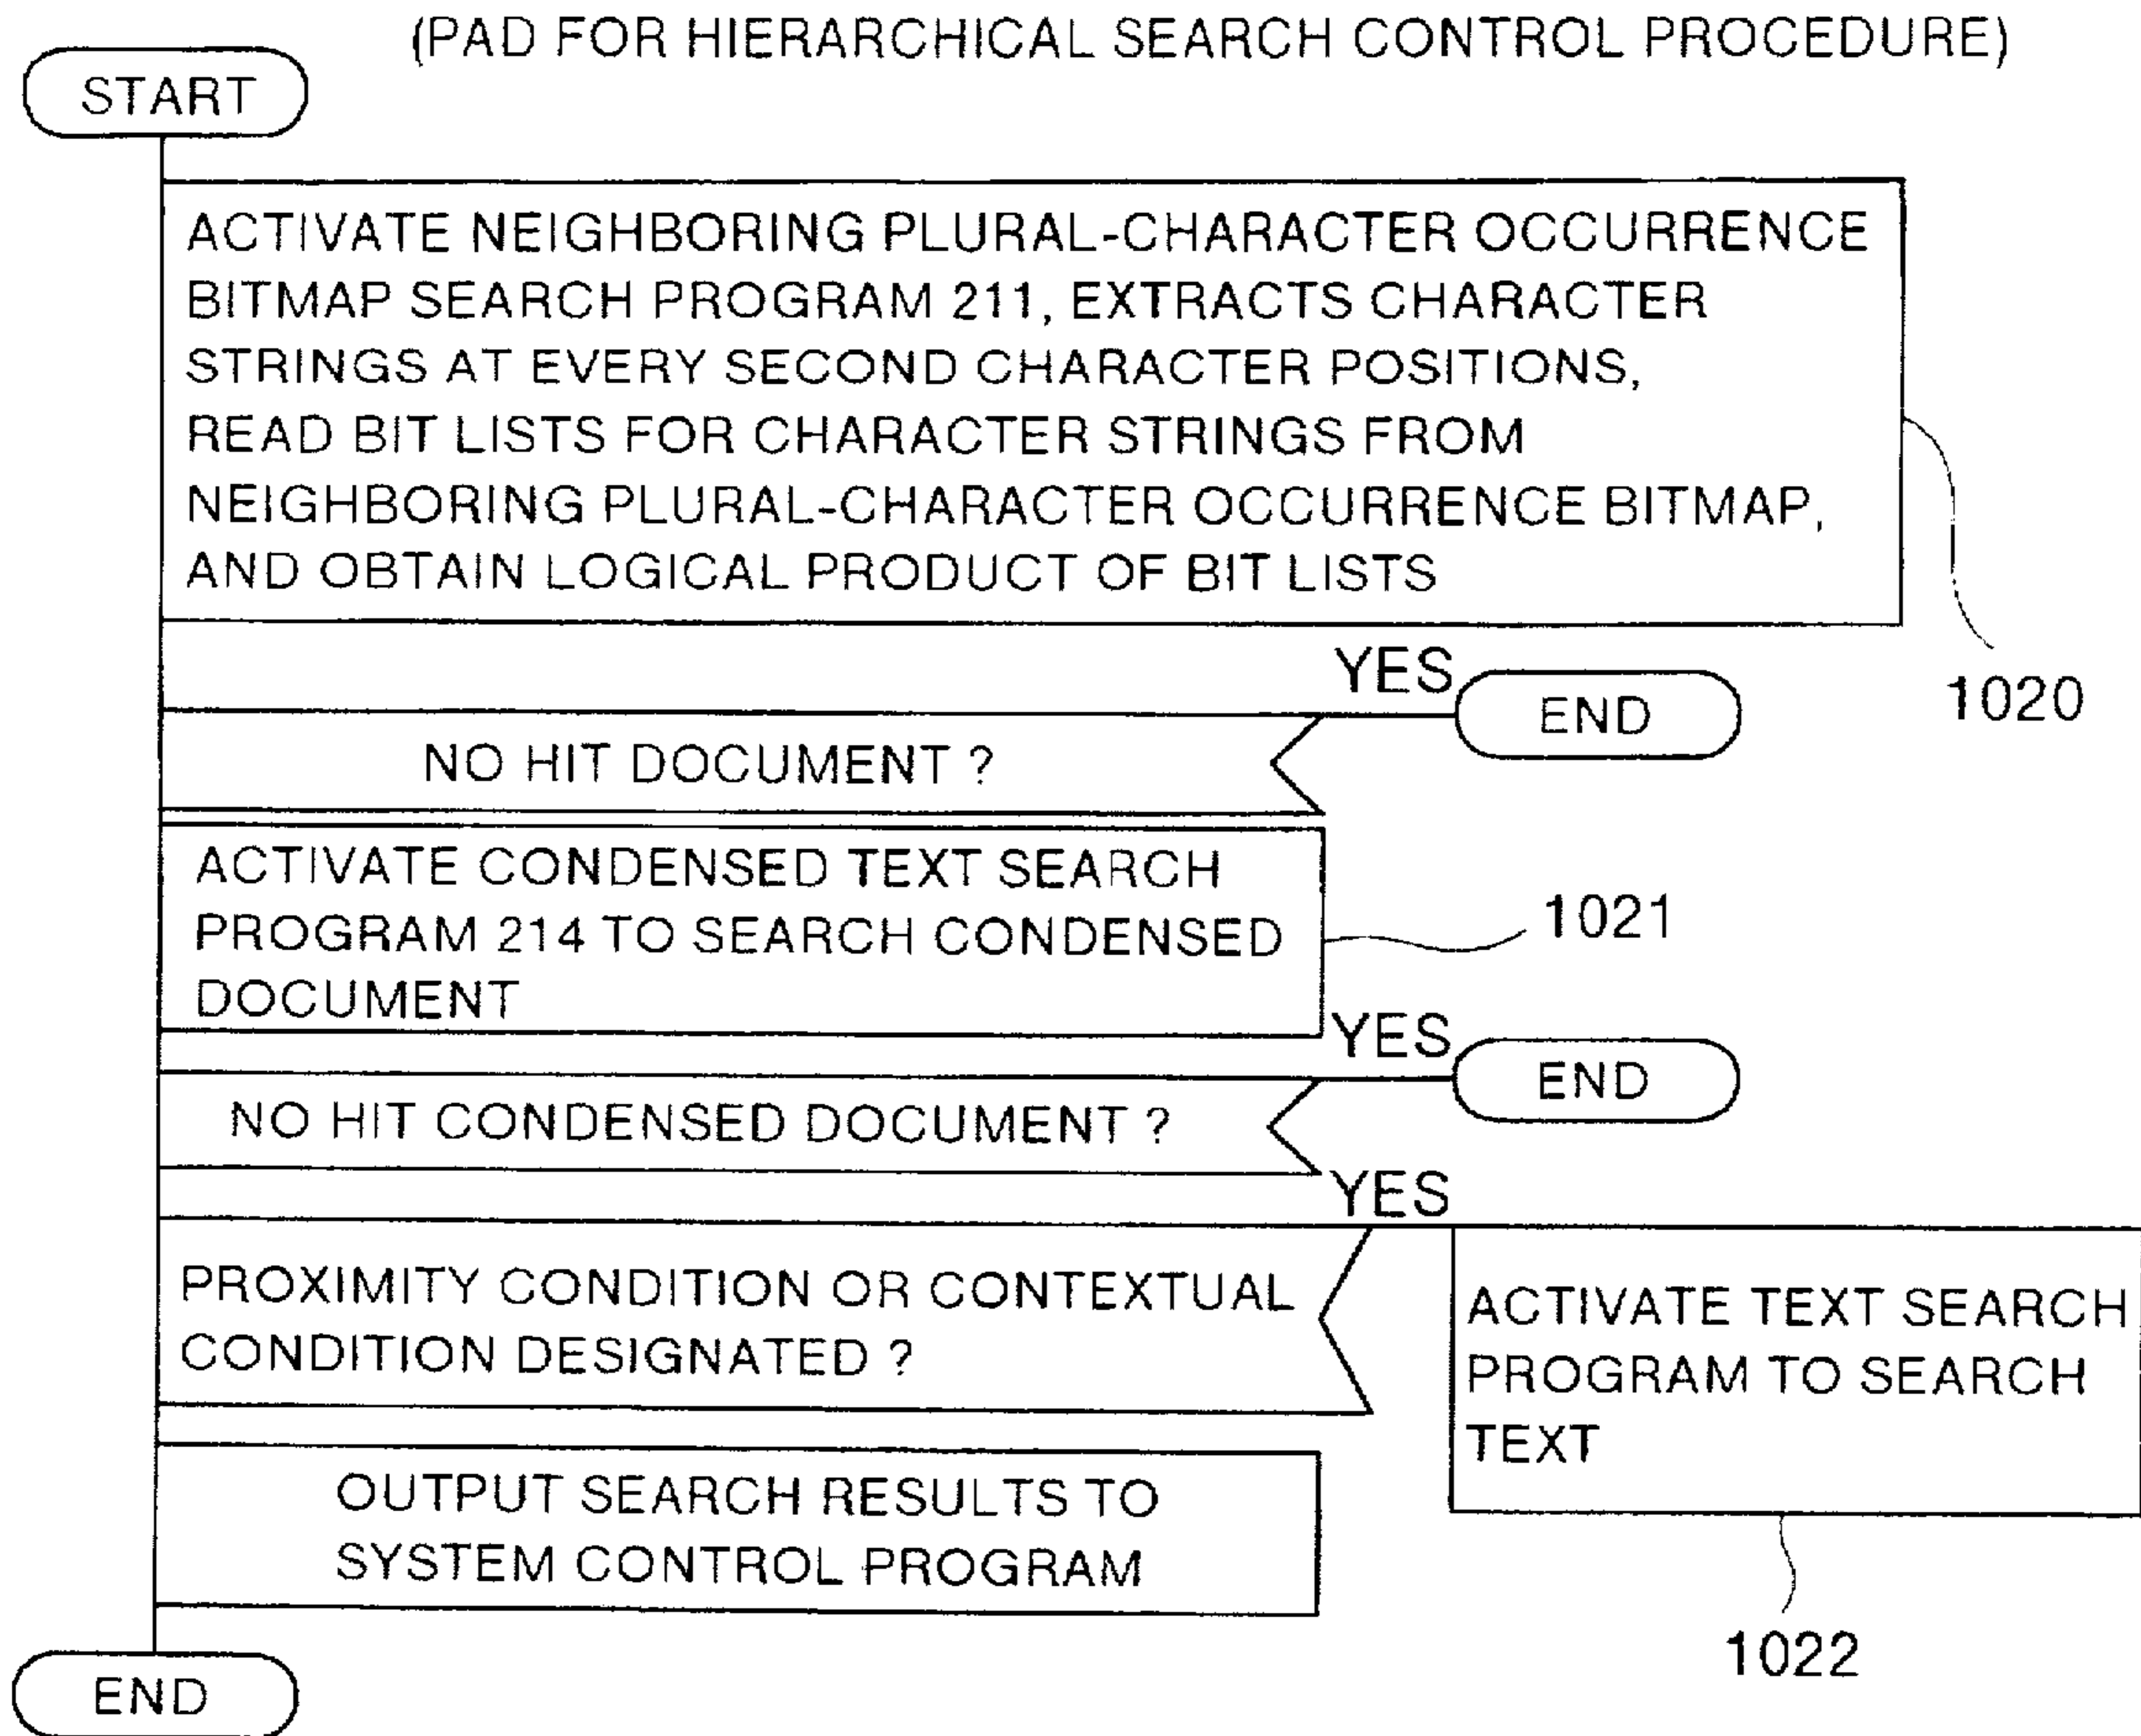 (PAD FOR HIERARCHICAL SEARCH CONTROL PROCEDURE)
START
ACTIVATE NEIGHBORING PLURAL-CHARACTER OCCURRENCE
BITMAP SEARCH PROGRAM 211, EXTRACTS CHARACTER
STRINGS AT EVERY SECOND CHARACTER POSITIONS,
READ BIT LISTS FOR CHARACTER STRINGS FROM
NEIGHBORING PLURAL-CHARACTER OCCURRENCE BITMAP,
AND OBTAIN LOGICAL PRODUCT OF BIT LISTS
1020
YES
END
NO HIT DOCUMENT ?
ACTIVATE CONDENSED TEXT SEARCH
PROGRAM 214 TO SEARCH CONDENSED
DOCUMENT
1021
YES
END
NO HIT CONDENSED DOCUMENT ?
YES
PROXIMITY CONDITION OR CONTEXTUAL
CONDITION DESIGNATED ?
ACTIVATE TEXT SEARCH
PROGRAM TO SEARCH
TEXT
1022
OUTPUT SEARCH RESULTS TO
SYSTEM CONTROL PROGRAM
END